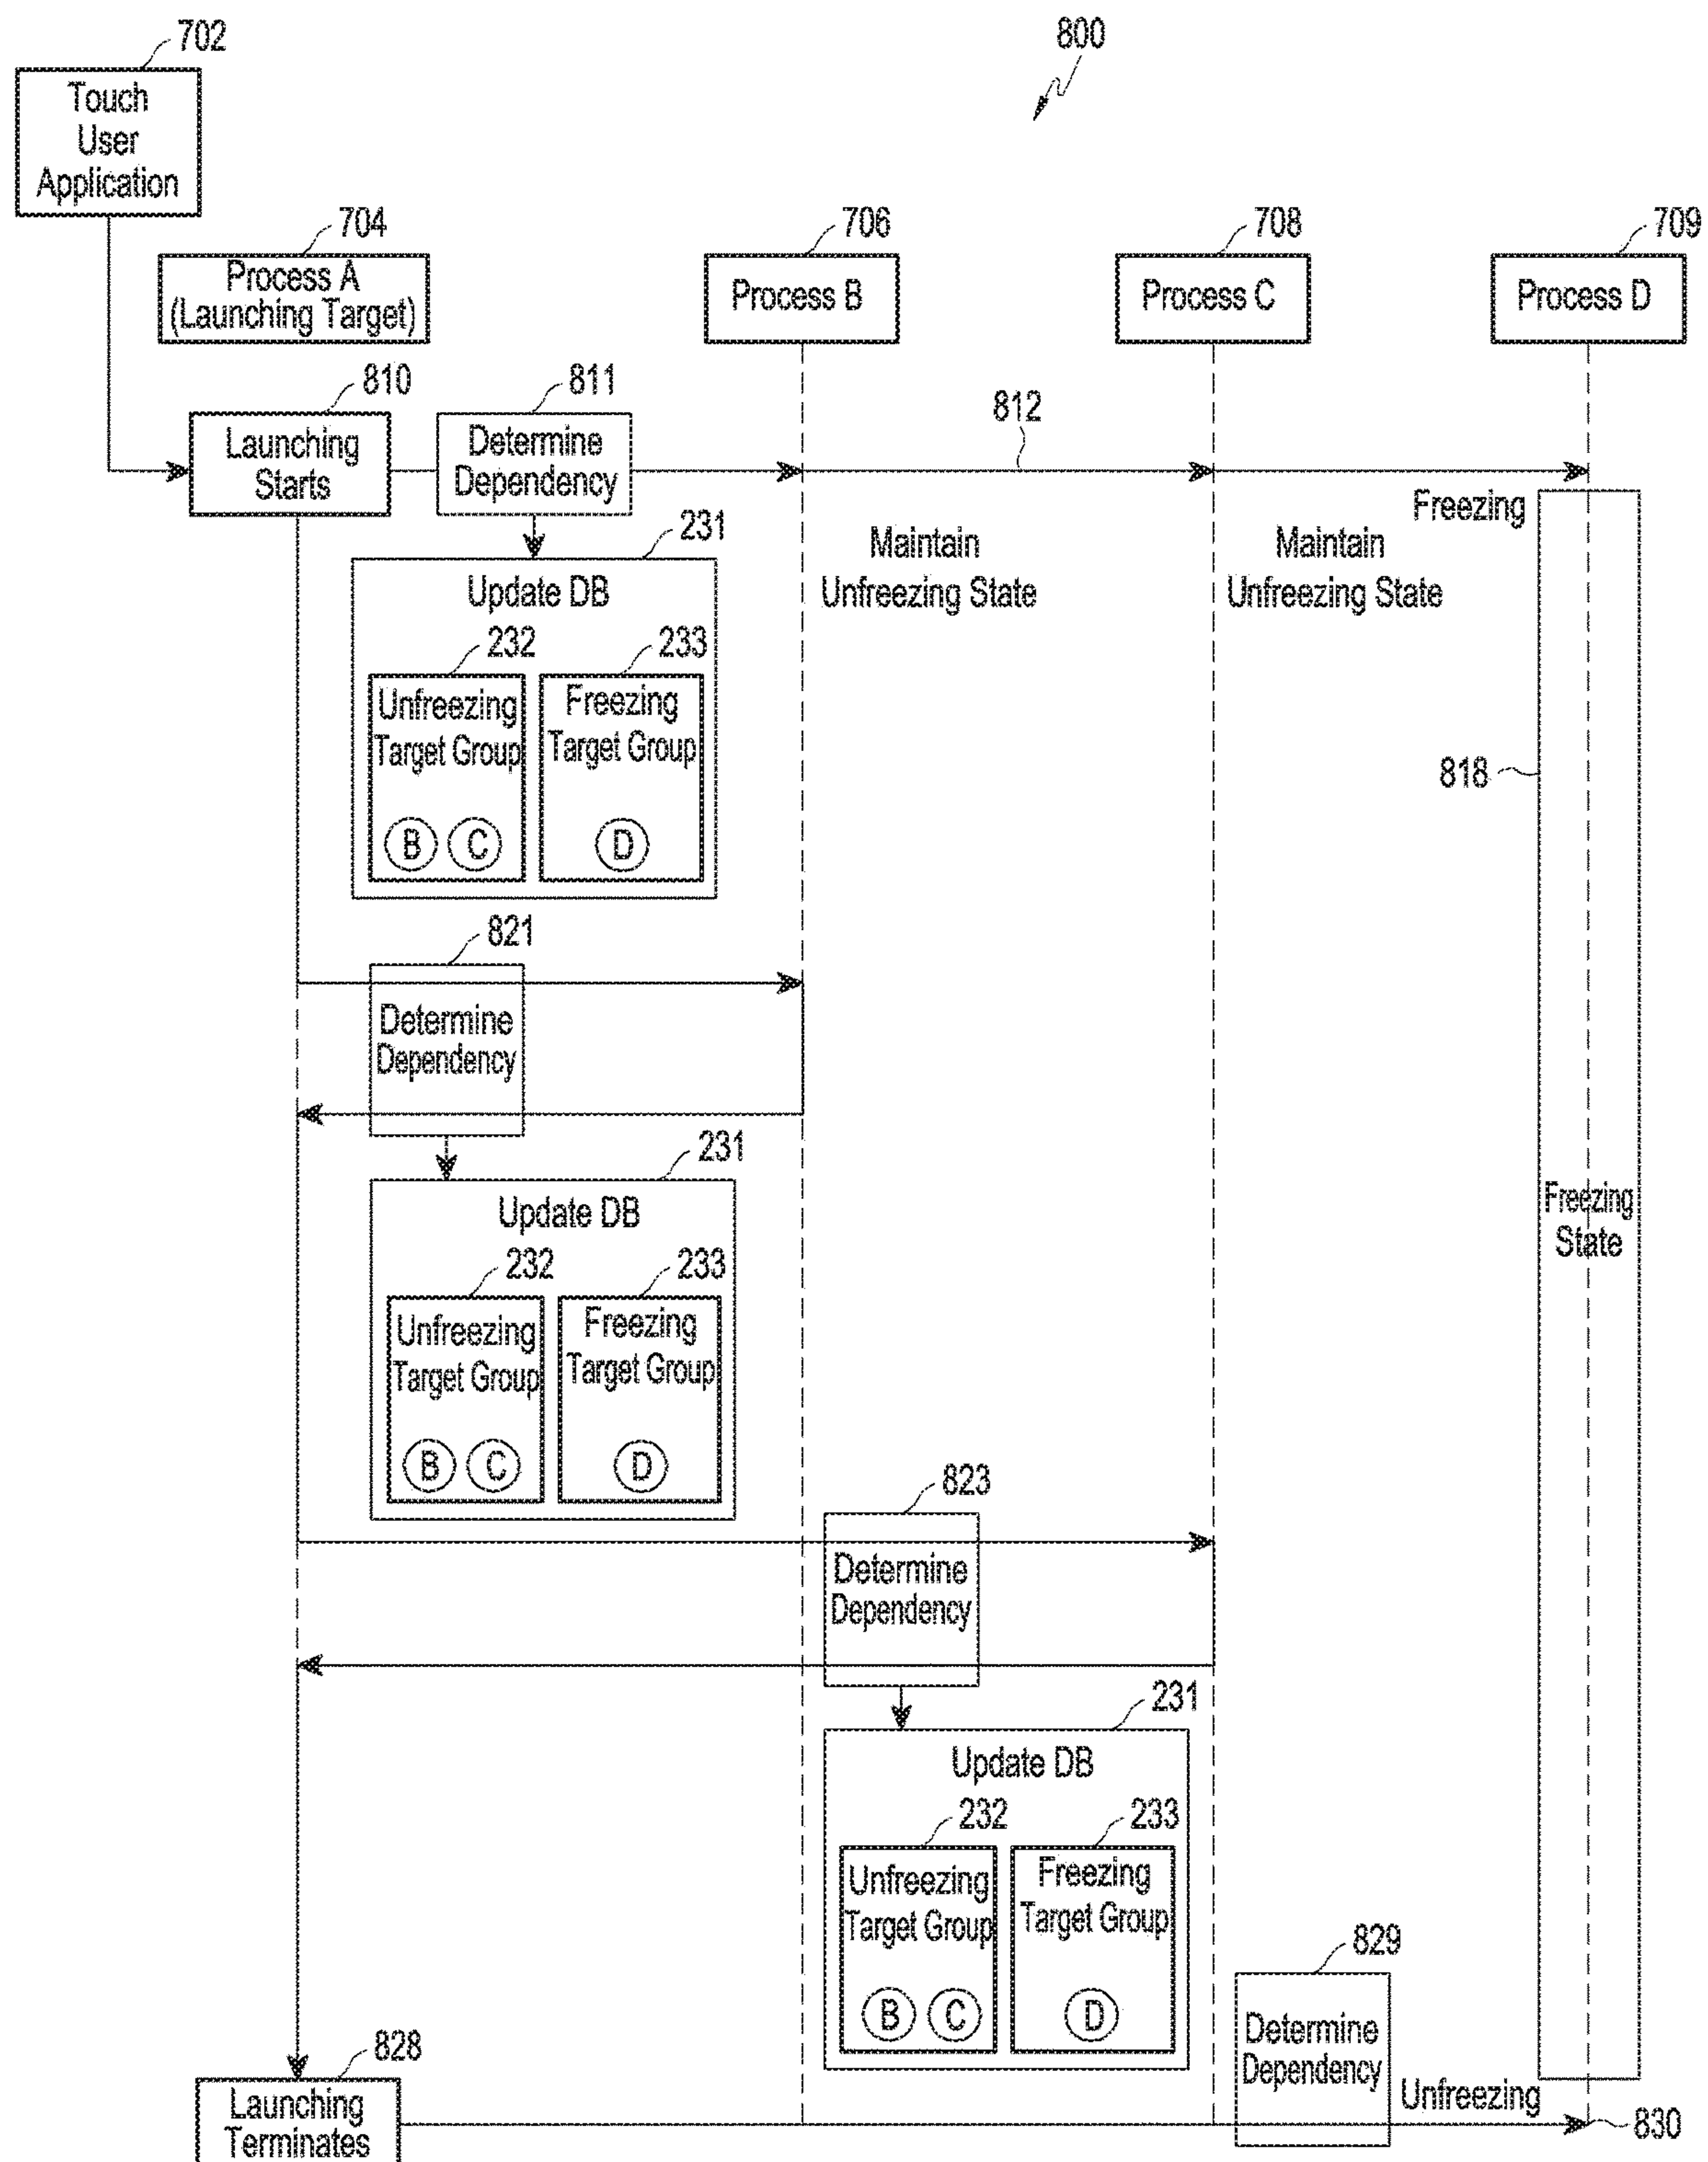 702
800
Touch
User
Application
704
706
708
709
Process A
(Launching Target)
Process B
Process C
Process D
810
811
812
Launching
Starts
Determine
Dependency
Freezing
231
Maintain
Unfreezing State
Maintain
Unfreezing State
Update DB
232
233
Unfreezing
Target Group
Freezing
Target Group
818
B
C
D
821
Determine
Dependency
231
Update DB
Freezing
State
232
233
Unfreezing
Target Group
Freezing
Target Group
B
C
D
823
Determine
Dependency
231
Update DB
232
233
Unfreezing
Target Group
Freezing
Target Group
829
B
C
D
Determine
Dependency
828
Launching
Terminates
Unfreezing
830